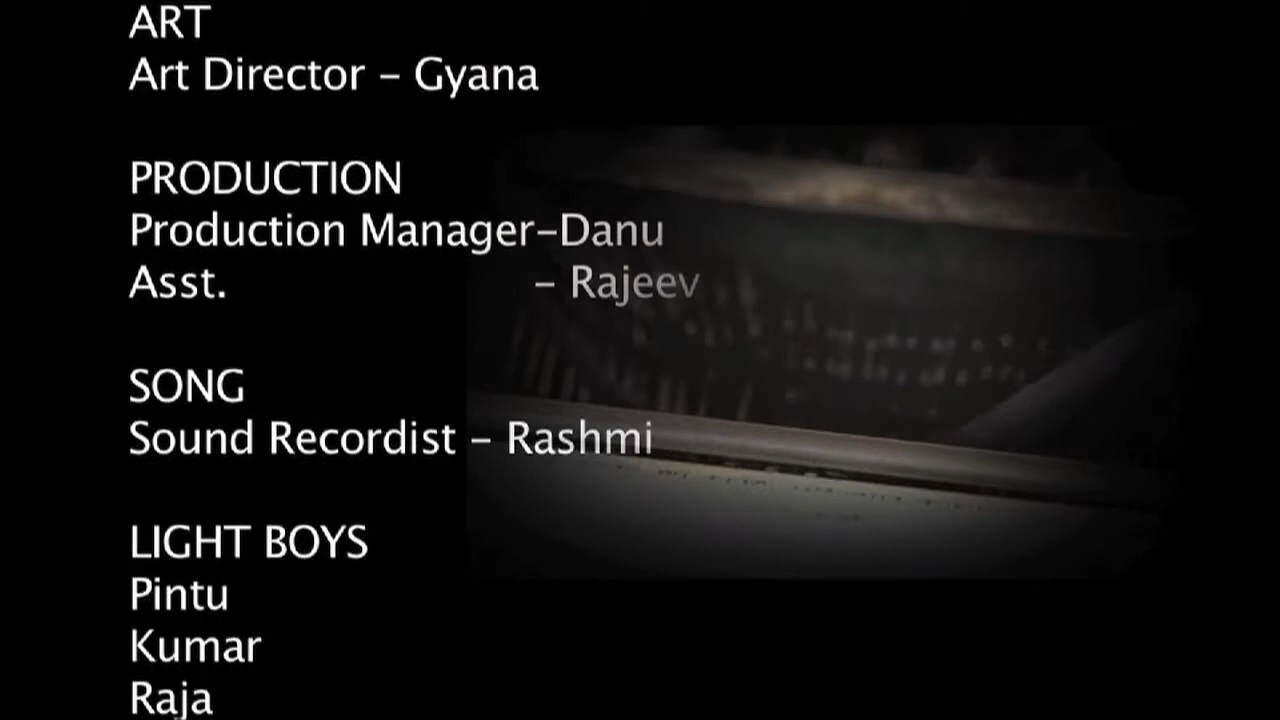 ART
Art Director – Gyana
PRODUCTION
Production Manager–Danu
Asst. – Rajeev
SONG
Sound Recordist – Rashmi
LIGHT BOYS
Pintu
Kumar
Raja